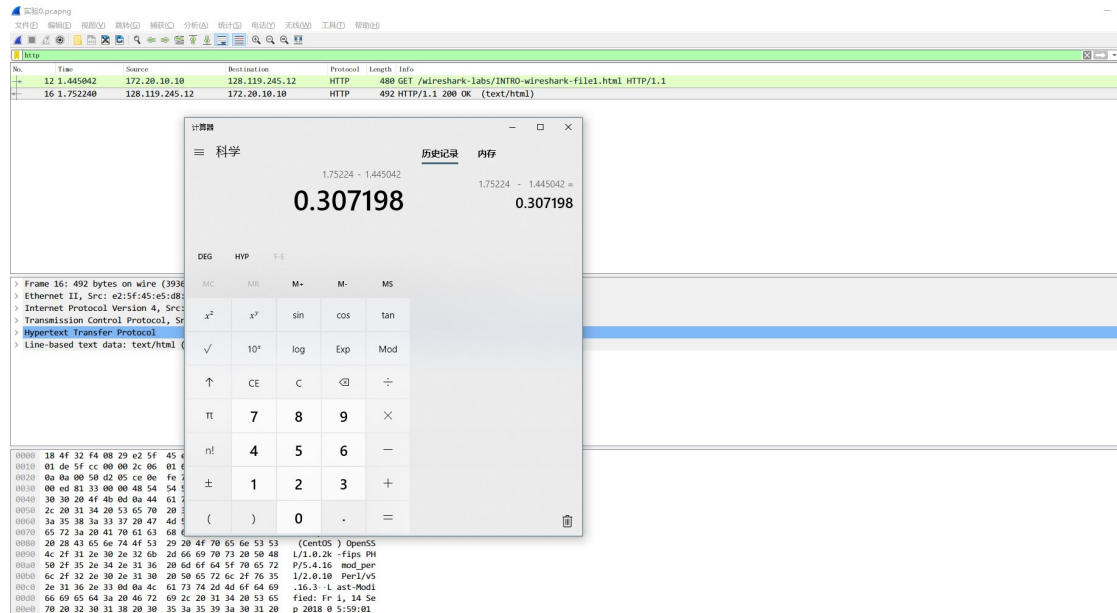 实验0.pcapng
文件(F) 编辑(E) 视图(V) 跳转(G) 捕获(C) 分析(A) 统计(S) 电话(Y) 无线(W) 工具(T) 帮助(H)
http
No. Time Source Destination Protocol Length Info
12 1.445042 172.20.10.10 128.119.245.12 HTTP 480 GET /wireshark-labs/INTRO-wireshark-file1.html HTTP/1.1
16 1.752240 128.119.245.12 172.20.10.10 HTTP 492 HTTP/1.1 200 OK (text/html)
计算器
科学
历史记录 内存
1.75224 - 1.445042
0.307198
1.75224 - 1.445042 =
0.307198
DEG HYP F-E
MC MR M+ M- MS
x² xʸ sin cos tan
√ 10ˣ log Exp Mod
↑ CE C ÷
π 7 8 9 ×
n! 4 5 6 −
± 1 2 3 +
( ) 0 . =
> Frame 16: 492 bytes on wire (3936
> Ethernet II, Src: e2:5f:45:e5:d8:
> Internet Protocol Version 4, Src:
> Transmission Control Protocol, Sr
> Hypertext Transfer Protocol
> Line-based text data: text/html (
0000 18 4f 32 f4 08 29 e2 5f 45
0010 01 de 5f cc 00 00 2c 06 01
0020 0a 0a 00 50 d2 05 ce 0e fe
0030 00 ed 81 33 00 00 48 54 54
0040 30 30 20 4f 4b 0d 0a 44 61
0050 2c 20 31 34 20 53 65 70 20
0060 3a 35 38 3a 33 37 20 47 4d
0070 65 72 3a 20 41 70 61 63 68
0080 20 28 43 65 6e 74 4f 53 29 20 4f 70 65 6e 53 53 (CentOS ) OpenSS
0090 4c 2f 31 2e 30 2e 32 6b 2d 66 69 70 73 20 50 48 L/1.0.2k -fips PH
00a0 50 2f 35 2e 34 2e 31 36 20 6d 6f 64 5f 70 65 72 P/5.4.16 mod_per
00b0 6c 2f 32 2e 30 2e 31 30 20 50 65 72 6c 2f 76 35 l/2.0.10 Perl/v5
00c0 2e 31 36 2e 33 0d 0a 4c 61 73 74 2d 4d 6f 64 69 .16.3··L ast-Modi
00d0 66 69 65 64 3a 20 46 72 69 2c 20 31 34 20 53 65 fied: Fr i, 14 Se
00e0 70 20 32 30 31 38 20 30 35 3a 35 39 3a 30 31 20 p 2018 0 5:59:01